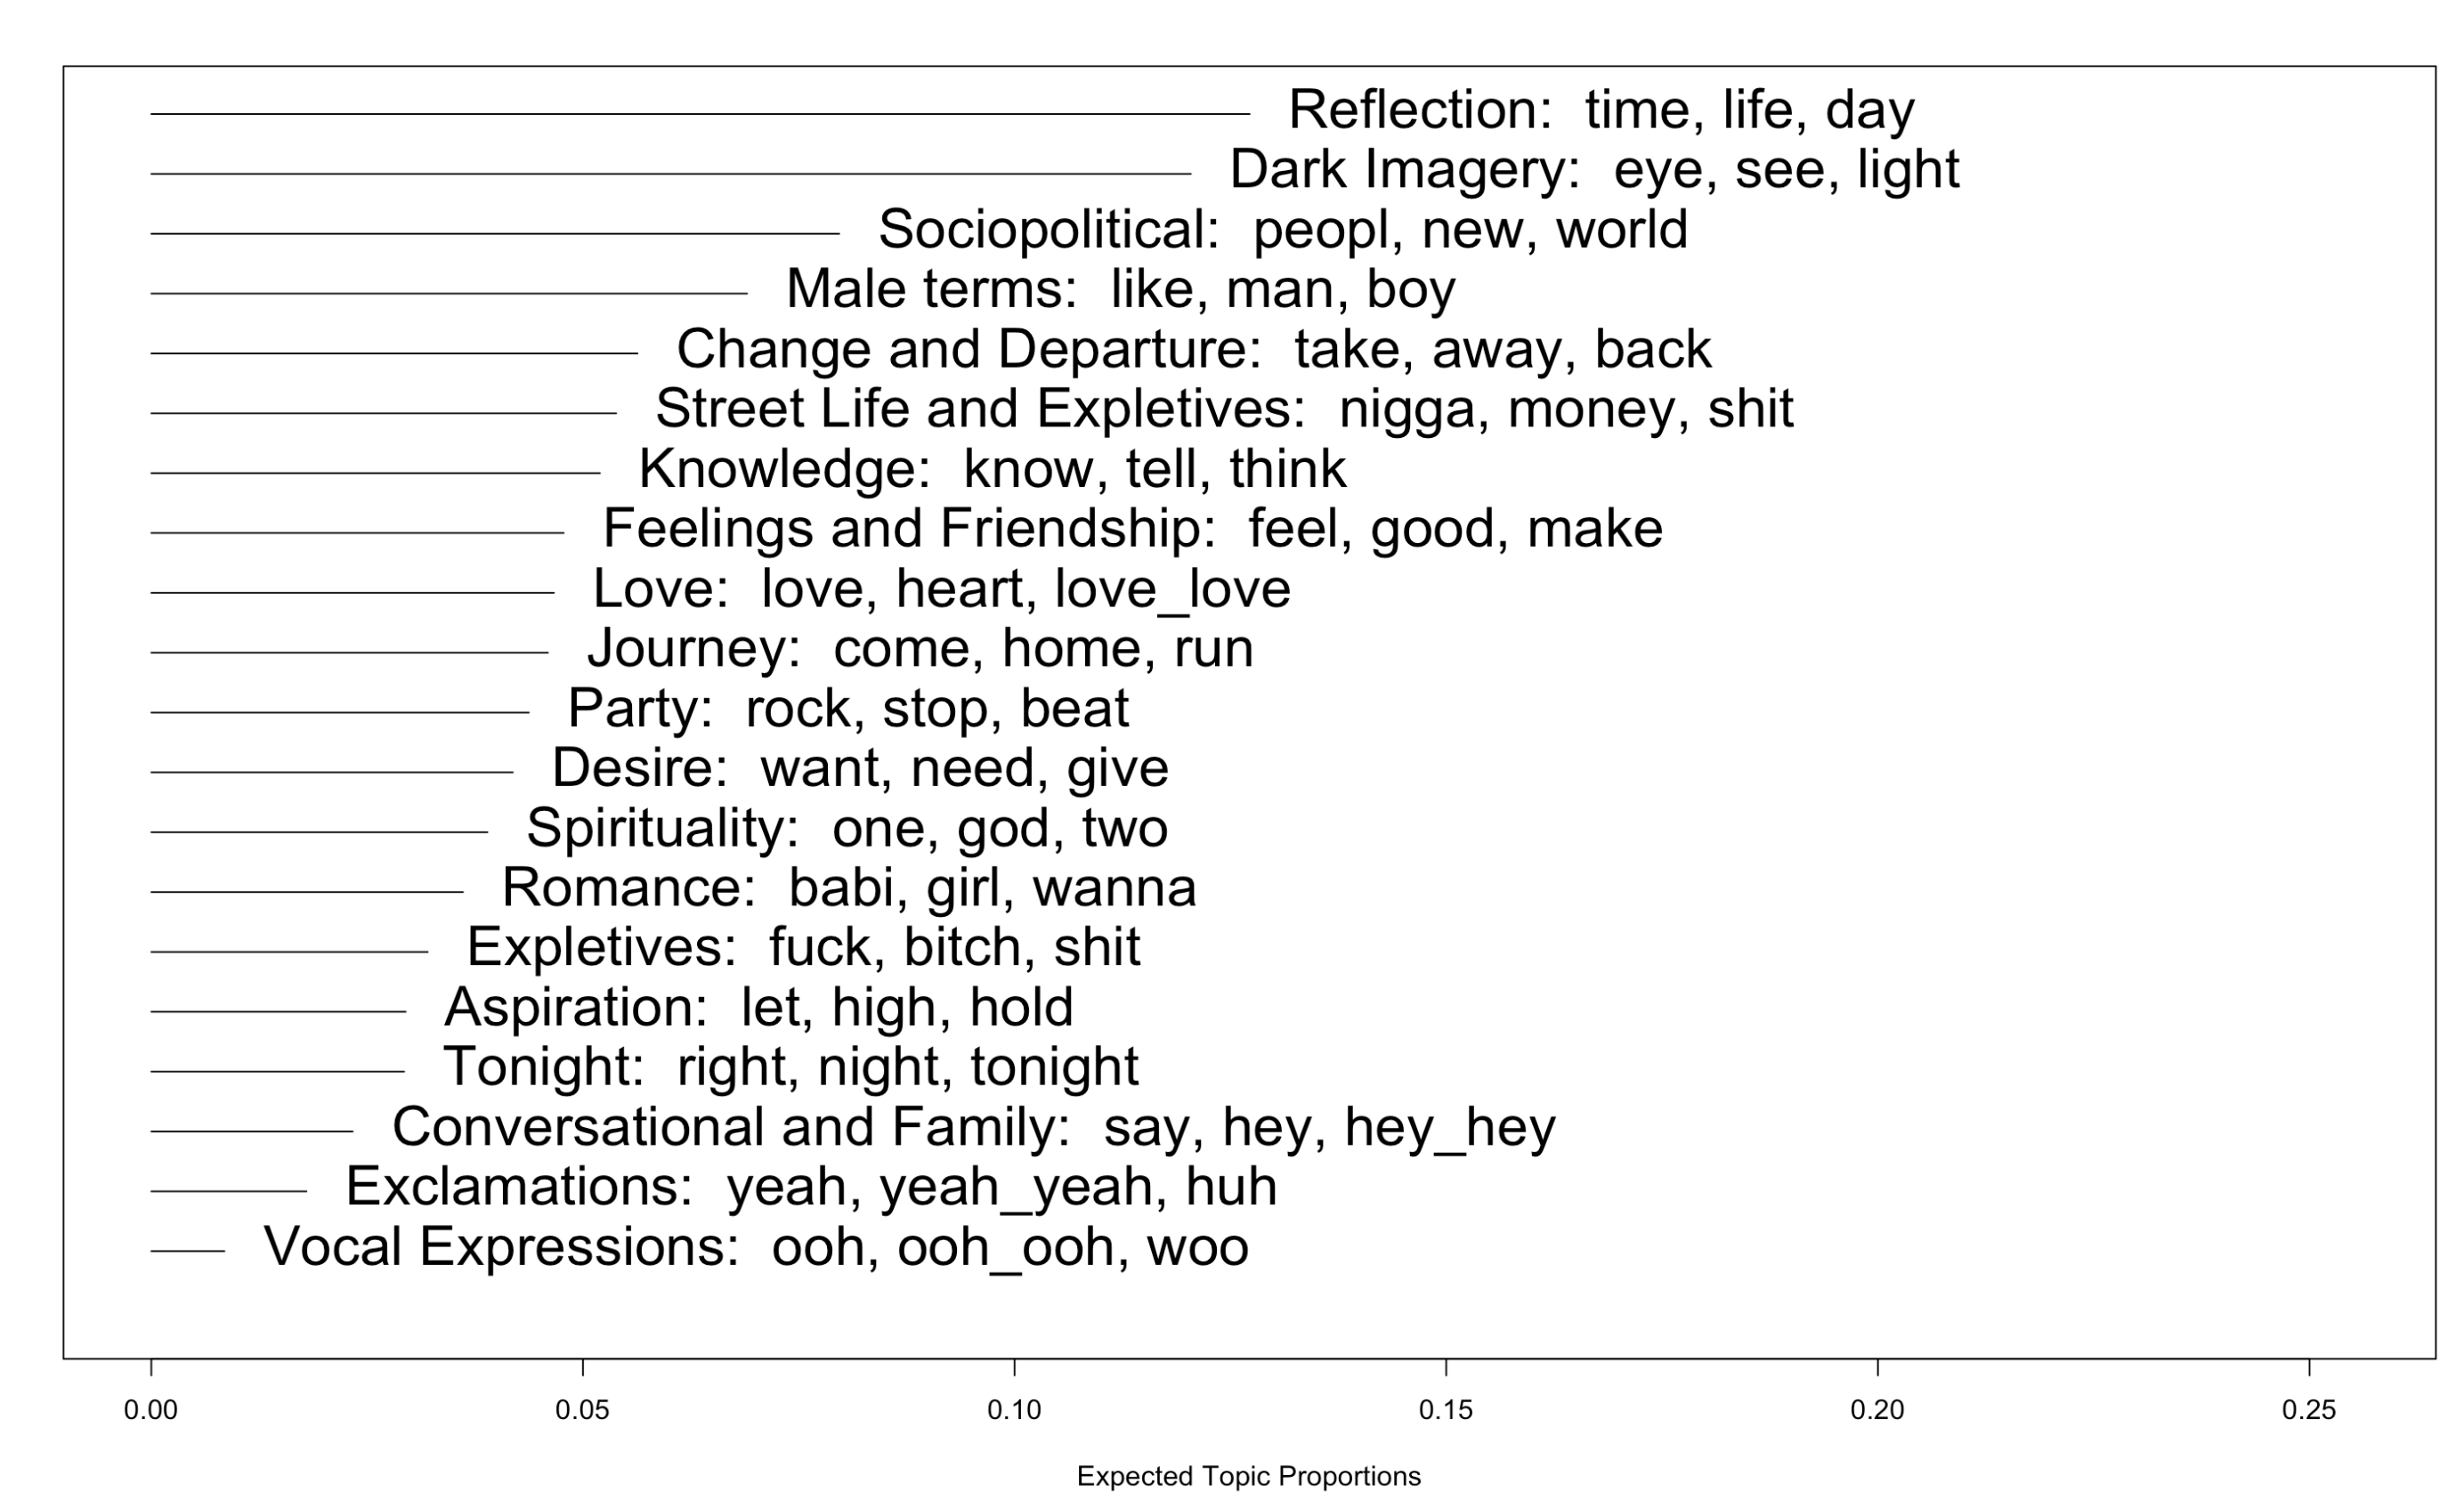 Reflection: time, life, day
Dark Imagery: eye, see, light
Sociopolitical: peopl, new, world
Male terms: like, man, boy
Change and Departure: take, away, back
Street Life and Expletives: nigga, money, shit
Knowledge: know, tell, think
Feelings and Friendship: feel, good, make
Love: love, heart, love_love
Journey: come, home, run
Party: rock, stop, beat
Desire: want, need, give
Spirituality: one, god, two
Romance: babi, girl, wanna
Expletives: fuck, bitch, shit
Aspiration: let, high, hold
Tonight: right, night, tonight
Conversational and Family: say, hey, hey_hey
Exclamations: yeah, yeah_yeah, huh
Vocal Expressions: ooh, ooh_ooh, woo
0.00 0.05 0.10 0.15 0.20 0.25
Expected Topic Proportions